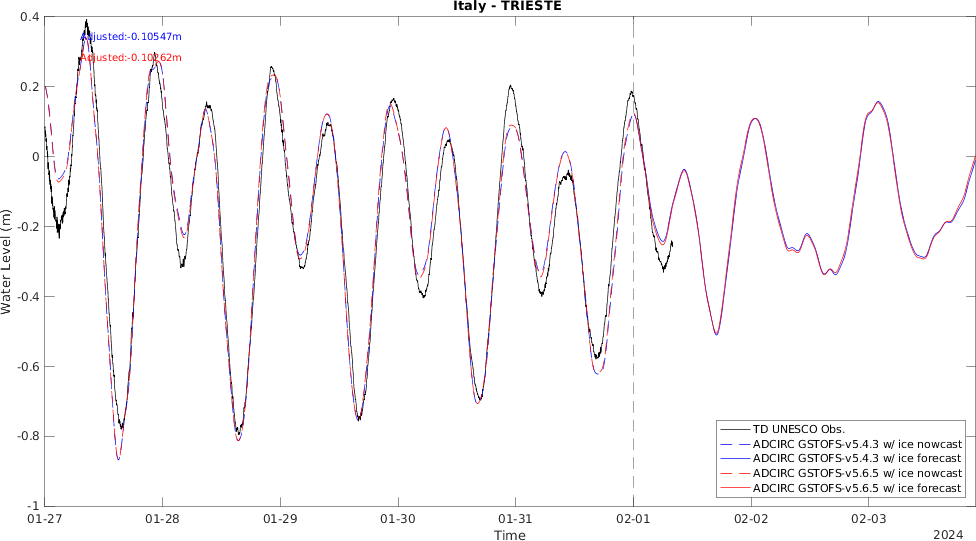 Italy - TRIESTE
Adjusted:-0.10547m
Adjusted:-0.10262m
Water Level (m)
0.4
0.2
0
-0.2
-0.4
-0.6
-0.8
-1
TD UNESCO Obs.
ADCIRC GSTOFS-v5.4.3 w/ ice nowcast
ADCIRC GSTOFS-v5.4.3 w/ ice forecast
ADCIRC GSTOFS-v5.6.5 w/ ice nowcast
ADCIRC GSTOFS-v5.6.5 w/ ice forecast
01-27 01-28 01-29 01-30 01-31 02-01 02-02 02-03
Time
2024